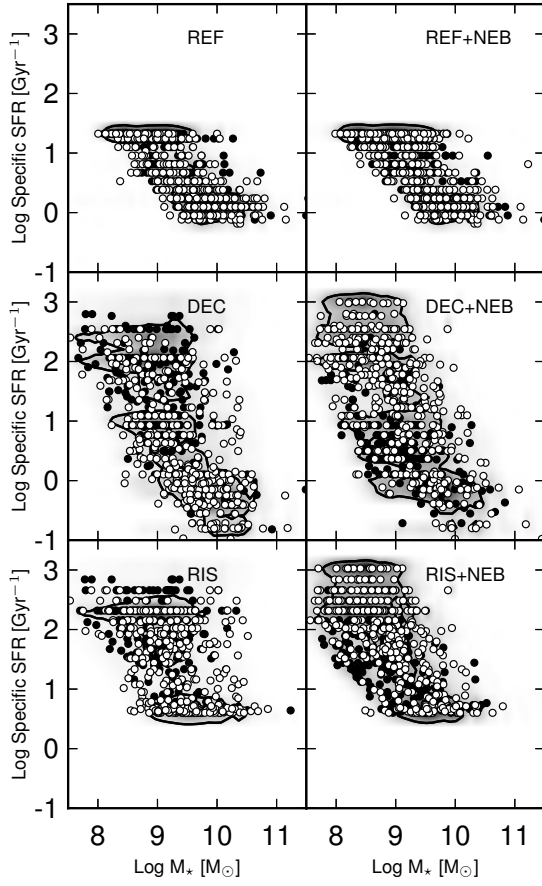 REF
REF+NEB
3
2
1
0
-1
Log Specific SFR [Gyr⁻¹]
DEC
DEC+NEB
3
2
1
0
-1
Log Specific SFR [Gyr⁻¹]
RIS
RIS+NEB
3
2
1
0
-1
Log Specific SFR [Gyr⁻¹]
8 9 10 11 8 9 10 11
Log M⋆ [M⊙] Log M⋆ [M⊙]